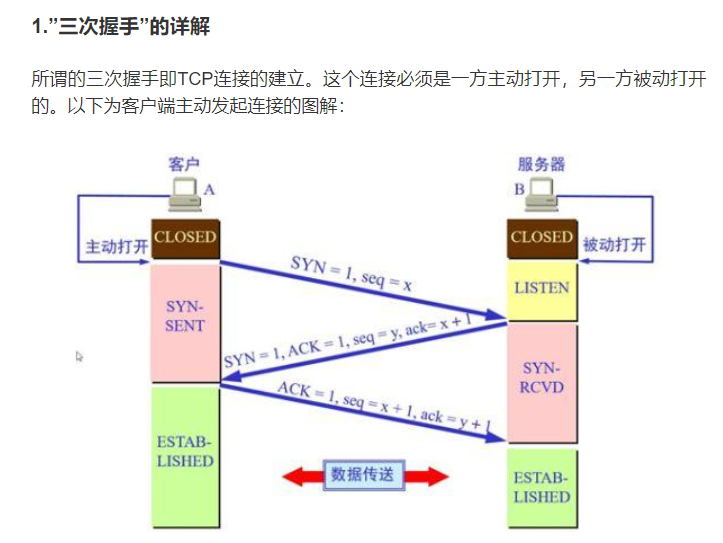 1.”三次握手”的详解
所谓的三次握手即TCP连接的建立。这个连接必须是一方主动打开，另一方被动打开
的。以下为客户端主动发起连接的图解：
客户
服务器
A
B
CLOSED
CLOSED
主动打开
被动打开
SYN = 1, seq = x
LISTEN
SYN-
SENT
SYN = 1, ACK = 1, seq = y, ack= x + 1
SYN-
RCVD
ACK = 1, seq = x + 1, ack = y + 1
ESTAB-
LISHED
数据传送
ESTAB-
LISHED